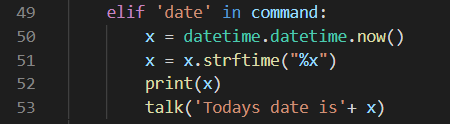 49 elif 'date' in command:
50 x = datetime.datetime.now()
51 x = x.strftime("%x")
52 print(x)
53 talk('Todays date is'+ x)